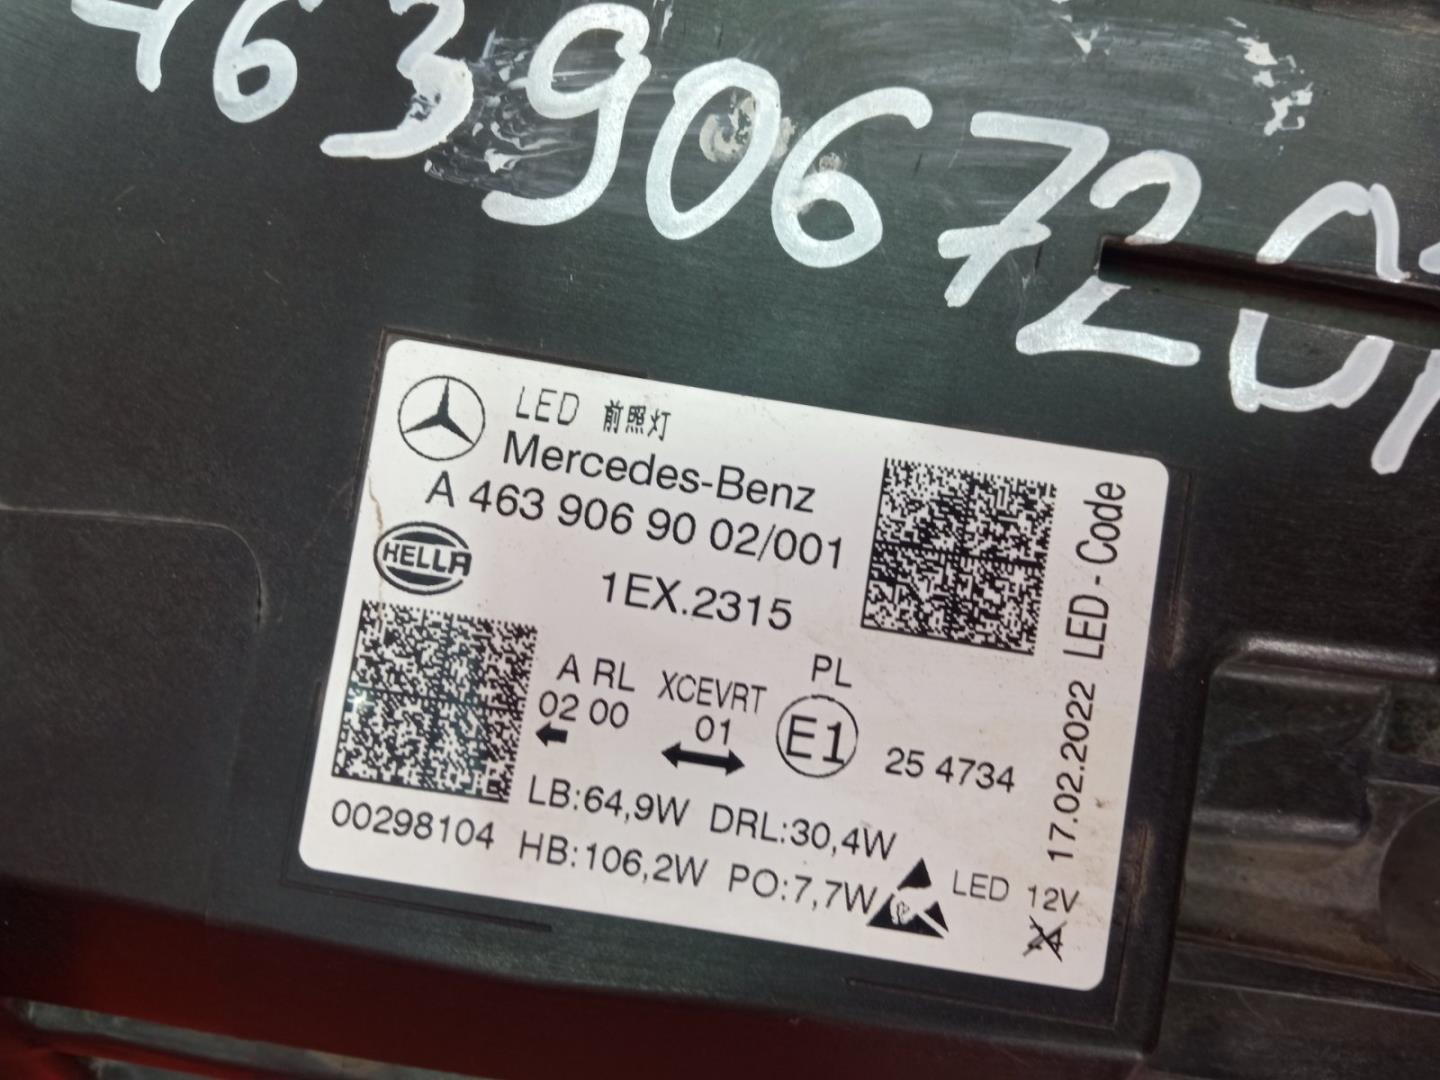 4639067201
LED 前照灯
Mercedes-Benz
A 463 906 90 02/001
HELLA
1EX.2315
A RL
02 00
XCEVRT
01
PL
E1
25 4734
LB:64,9W DRL:30,4W
HB:106,2W PO:7,7W
00298104
LED 12V
17.02.2022 LED-Code